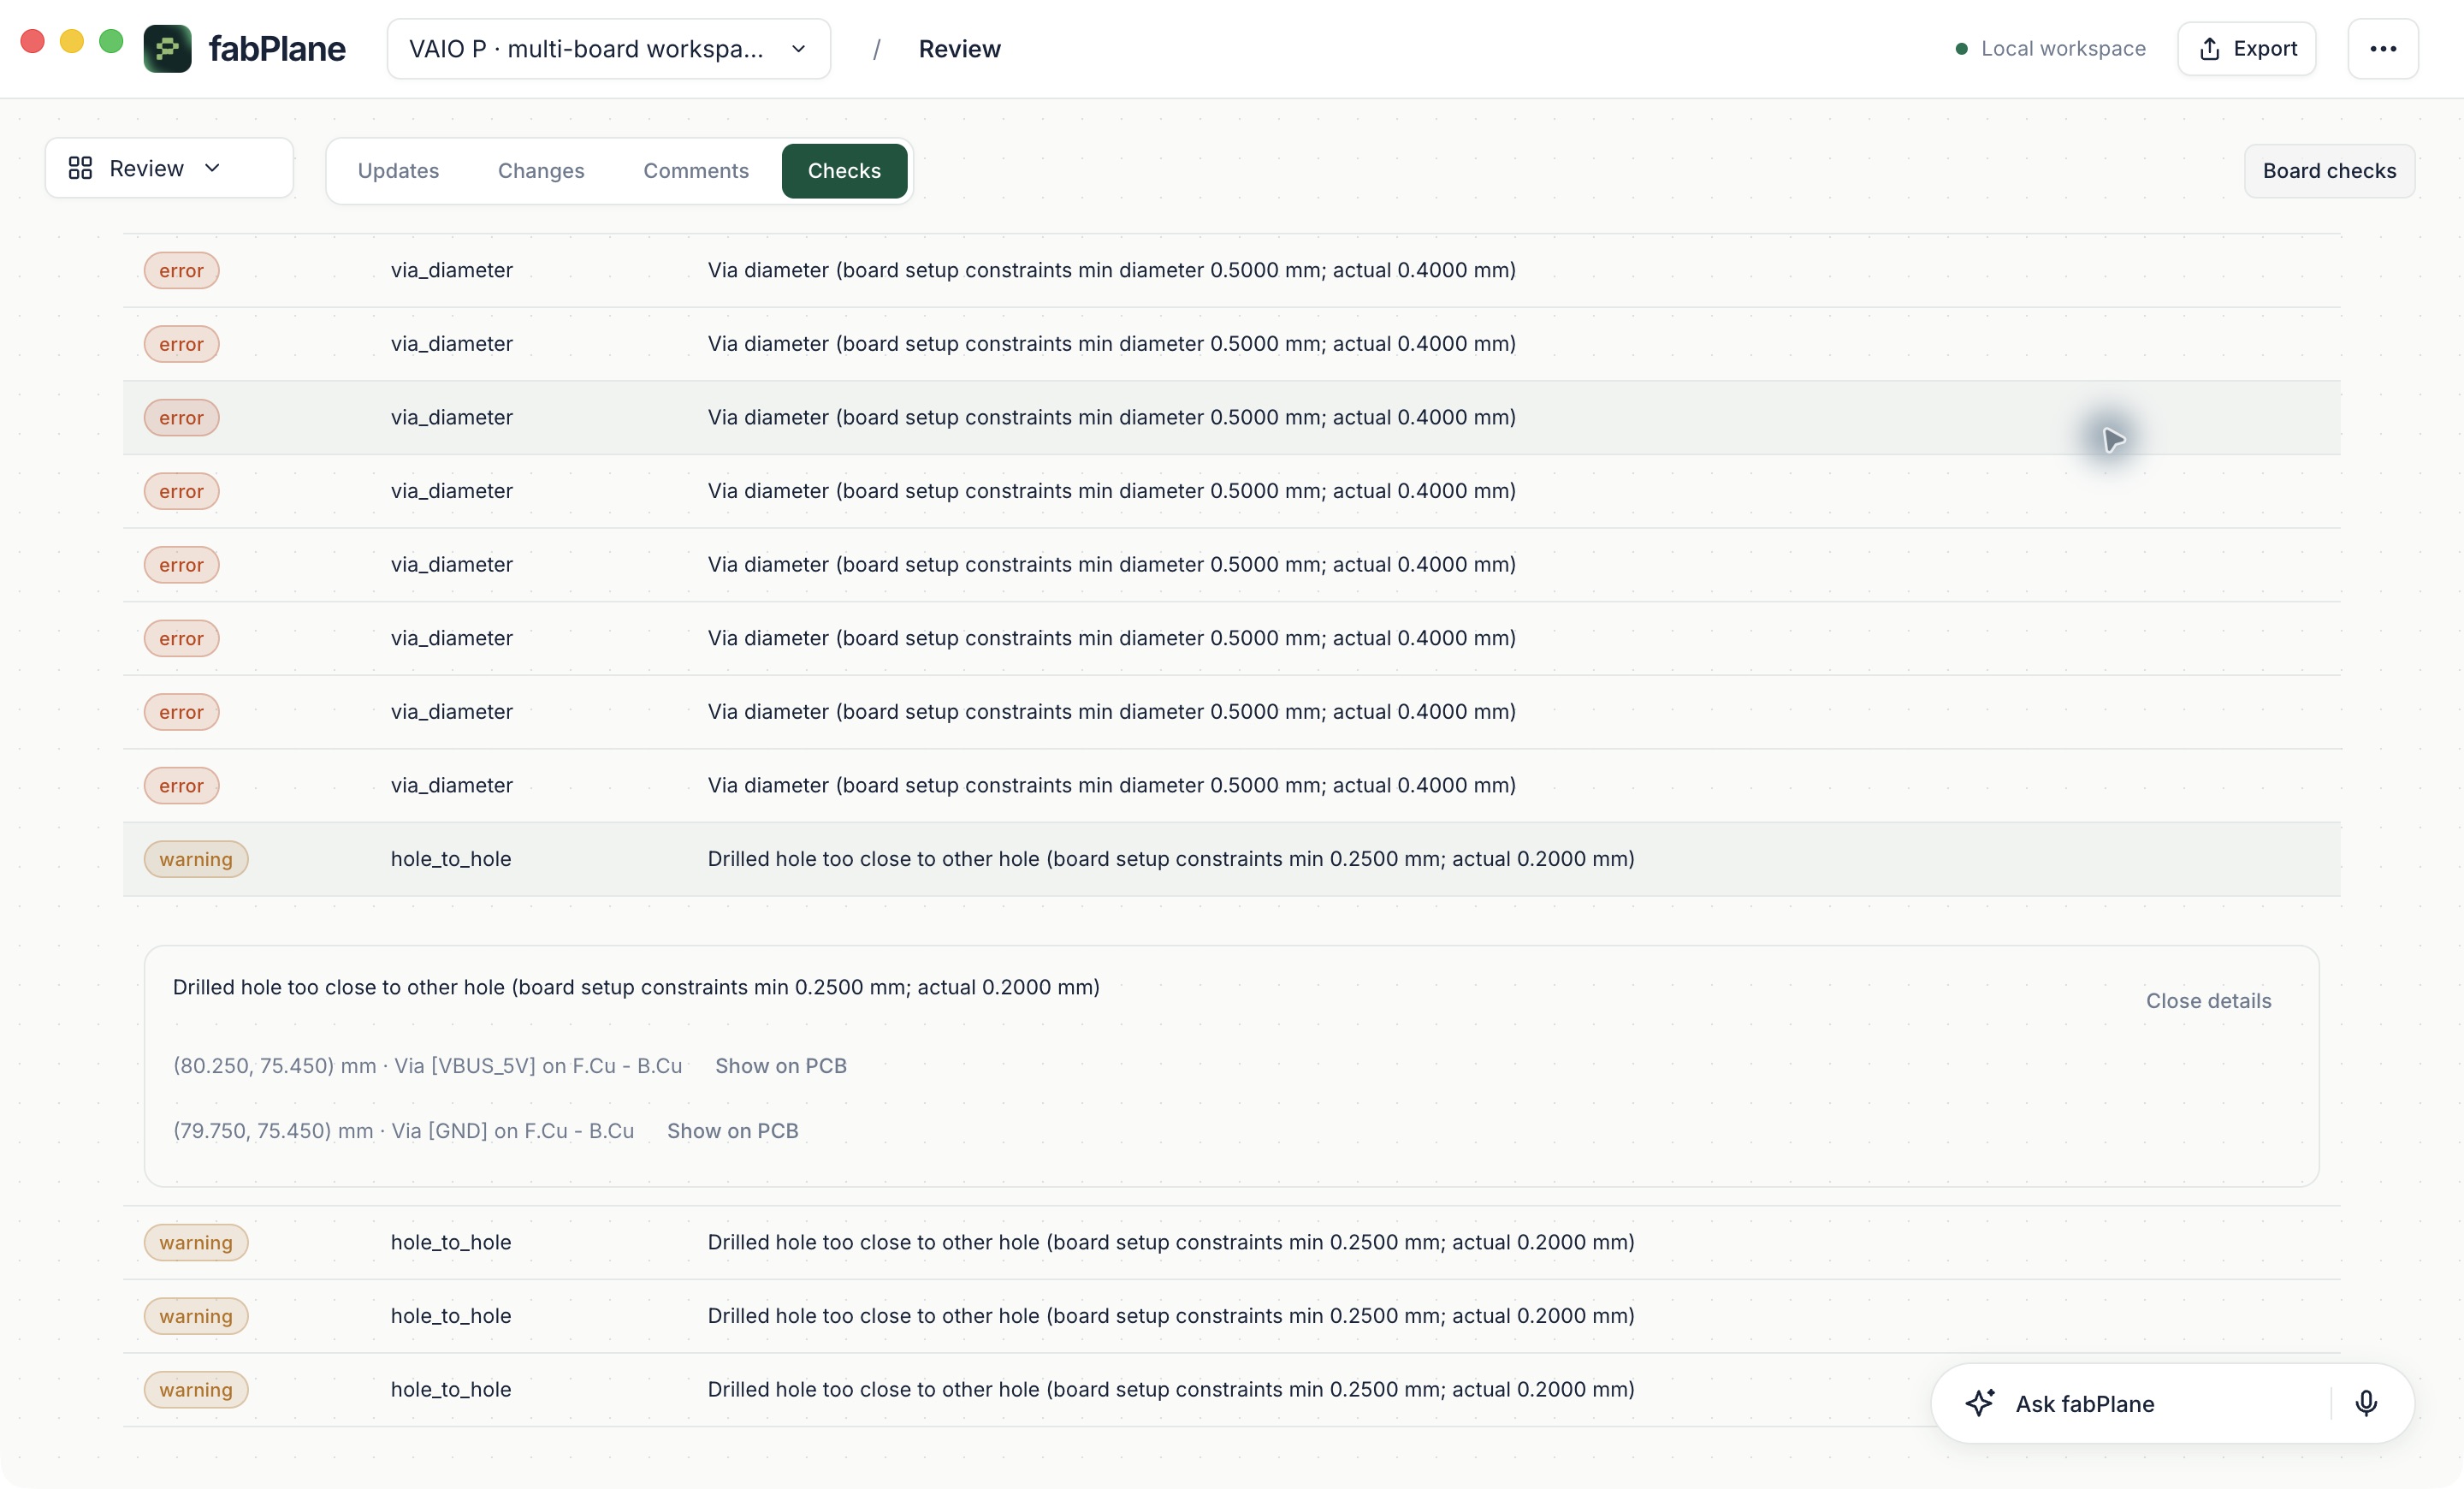 fabPlane
VAIO P · multi-board workspa...
/
Review
Local workspace
Export
Review
Updates
Changes
Comments
Checks
Board checks
error via_diameter Via diameter (board setup constraints min diameter 0.5000 mm; actual 0.4000 mm)
error via_diameter Via diameter (board setup constraints min diameter 0.5000 mm; actual 0.4000 mm)
error via_diameter Via diameter (board setup constraints min diameter 0.5000 mm; actual 0.4000 mm)
error via_diameter Via diameter (board setup constraints min diameter 0.5000 mm; actual 0.4000 mm)
error via_diameter Via diameter (board setup constraints min diameter 0.5000 mm; actual 0.4000 mm)
error via_diameter Via diameter (board setup constraints min diameter 0.5000 mm; actual 0.4000 mm)
error via_diameter Via diameter (board setup constraints min diameter 0.5000 mm; actual 0.4000 mm)
error via_diameter Via diameter (board setup constraints min diameter 0.5000 mm; actual 0.4000 mm)
warning hole_to_hole Drilled hole too close to other hole (board setup constraints min 0.2500 mm; actual 0.2000 mm)
Drilled hole too close to other hole (board setup constraints min 0.2500 mm; actual 0.2000 mm)
Close details
(80.250, 75.450) mm · Via [VBUS_5V] on F.Cu - B.Cu Show on PCB
(79.750, 75.450) mm · Via [GND] on F.Cu - B.Cu Show on PCB
warning hole_to_hole Drilled hole too close to other hole (board setup constraints min 0.2500 mm; actual 0.2000 mm)
warning hole_to_hole Drilled hole too close to other hole (board setup constraints min 0.2500 mm; actual 0.2000 mm)
warning hole_to_hole Drilled hole too close to other hole (board setup constraints min 0.2500 mm; actual 0.2000 mm)
Ask fabPlane